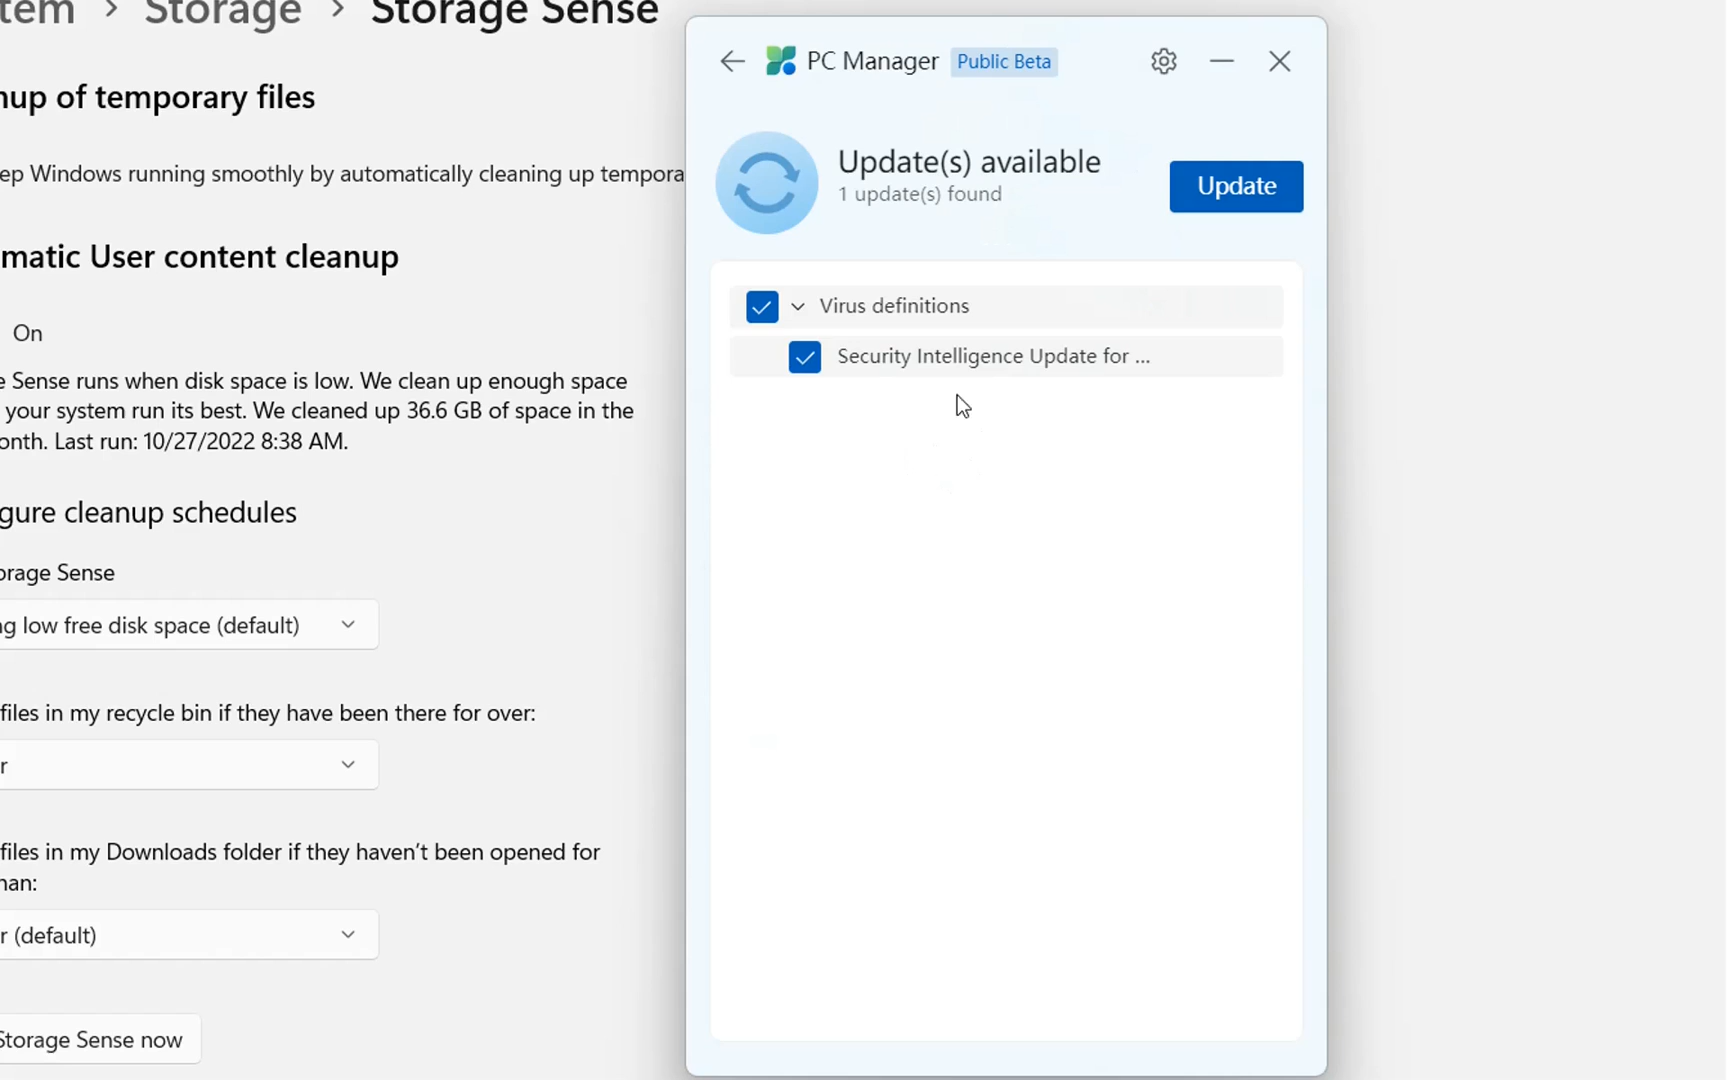 tem > Storage > Storage Sense
nup of temporary files
ep Windows running smoothly by automatically cleaning up tempora
matic User content cleanup
On
e Sense runs when disk space is low. We clean up enough space
your system run its best. We cleaned up 36.6 GB of space in the
onth. Last run: 10/27/2022 8:38 AM.
gure cleanup schedules
orage Sense
ng low free disk space (default)
files in my recycle bin if they have been there for over:
r
files in my Downloads folder if they haven't been opened for
han:
r (default)
Storage Sense now
PC Manager Public Beta
Update(s) available
1 update(s) found
Update
Virus definitions
Security Intelligence Update for ...